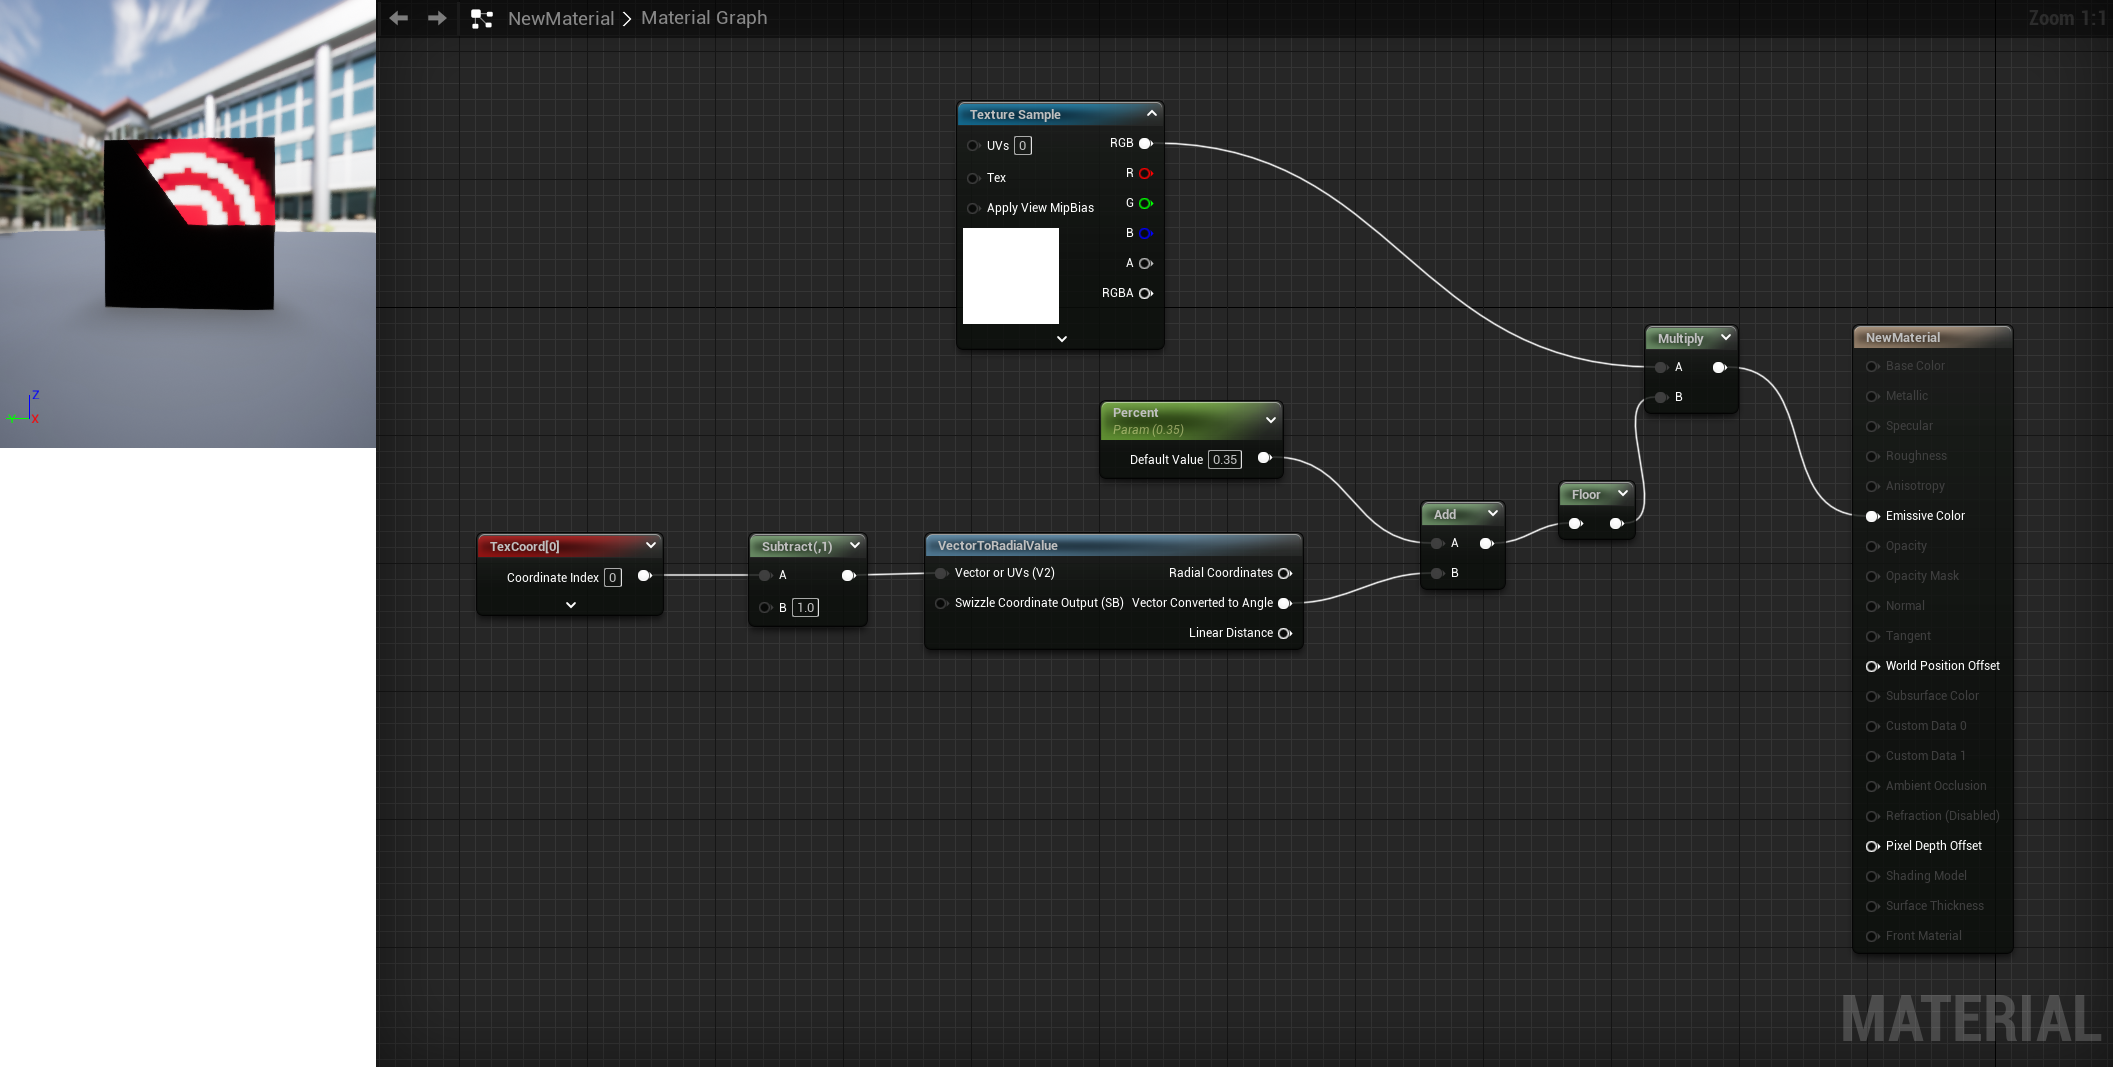 NewMaterial > Material Graph
Zoom 1:1
Texture Sample
UVs 0
RGB
R
Tex
G
Apply View MipBias
B
A
RGBA
Multiply
A
B
NewMaterial
Base Color
Metallic
Specular
Roughness
Anisotropy
Emissive Color
Opacity
Opacity Mask
Normal
Tangent
World Position Offset
Subsurface Color
Custom Data 0
Custom Data 1
Ambient Occlusion
Refraction (Disabled)
Pixel Depth Offset
Shading Model
Surface Thickness
Front Material
Z
Y
X
Percent
Param (0.35)
Default Value 0.35
Floor
Add
A
B
TexCoord[0]
Coordinate Index 0
Subtract(,1)
A
B 1.0
VectorToRadialValue
Vector or UVs (V2)
Radial Coordinates
Swizzle Coordinate Output (SB)
Vector Converted to Angle
Linear Distance
MATERIAL